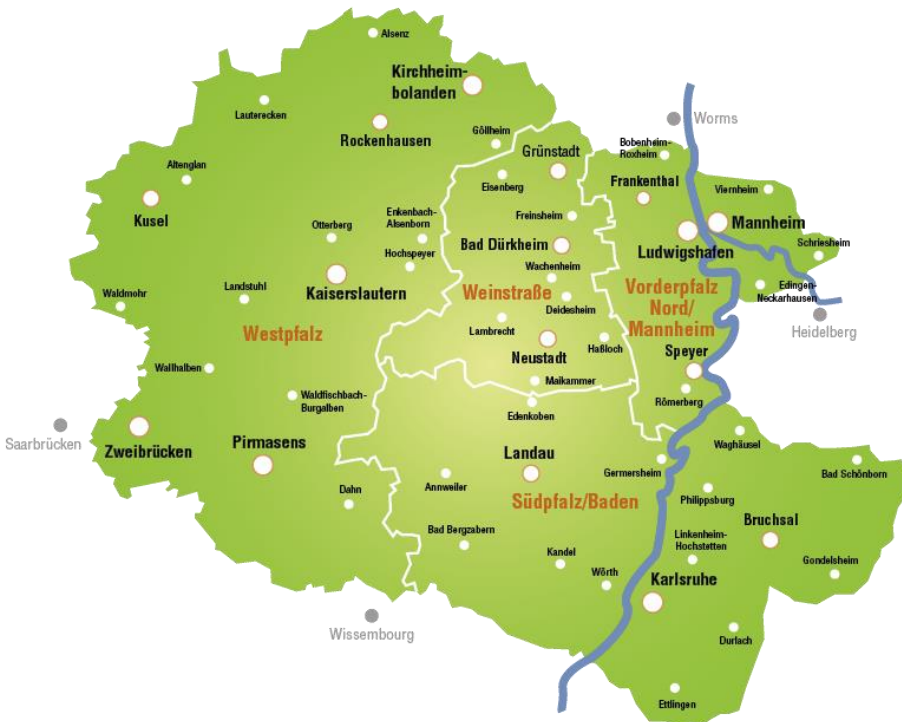 Alsenz
Kirchheim-
bolanden
Lauterecken
Rockenhausen
Göllheim
Worms
Bobenheim-
Roxheim
Grünstadt
Altenglan
Eisenberg
Frankenthal
Viernheim
Kusel
Enkenbach-
Alsenborn
Freinsheim
Mannheim
Otterberg
Bad Dürkheim
Ludwigshafen
Schriesheim
Hochspeyer
Wachenheim
Kaiserslautern
Weinstraße
Vorderpfalz
Nord/
Mannheim
Edingen-
Neckarhausen
Waldmohr
Landstuhl
Deidesheim
Heidelberg
Westpfalz
Lambrecht
Neustadt
Haßloch
Speyer
Wallhalben
Maikammer
Waldfischbach-
Burgalben
Römerberg
Edenkoben
Saarbrücken
Zweibrücken
Pirmasens
Waghäusel
Landau
Germersheim
Bad Schönborn
Dahn
Annweiler
Südpfalz/Baden
Philippsburg
Bruchsal
Bad Bergzabern
Linkenheim-
Hochstetten
Kandel
Gondelsheim
Wörth
Karlsruhe
Wissembourg
Durlach
Ettlingen